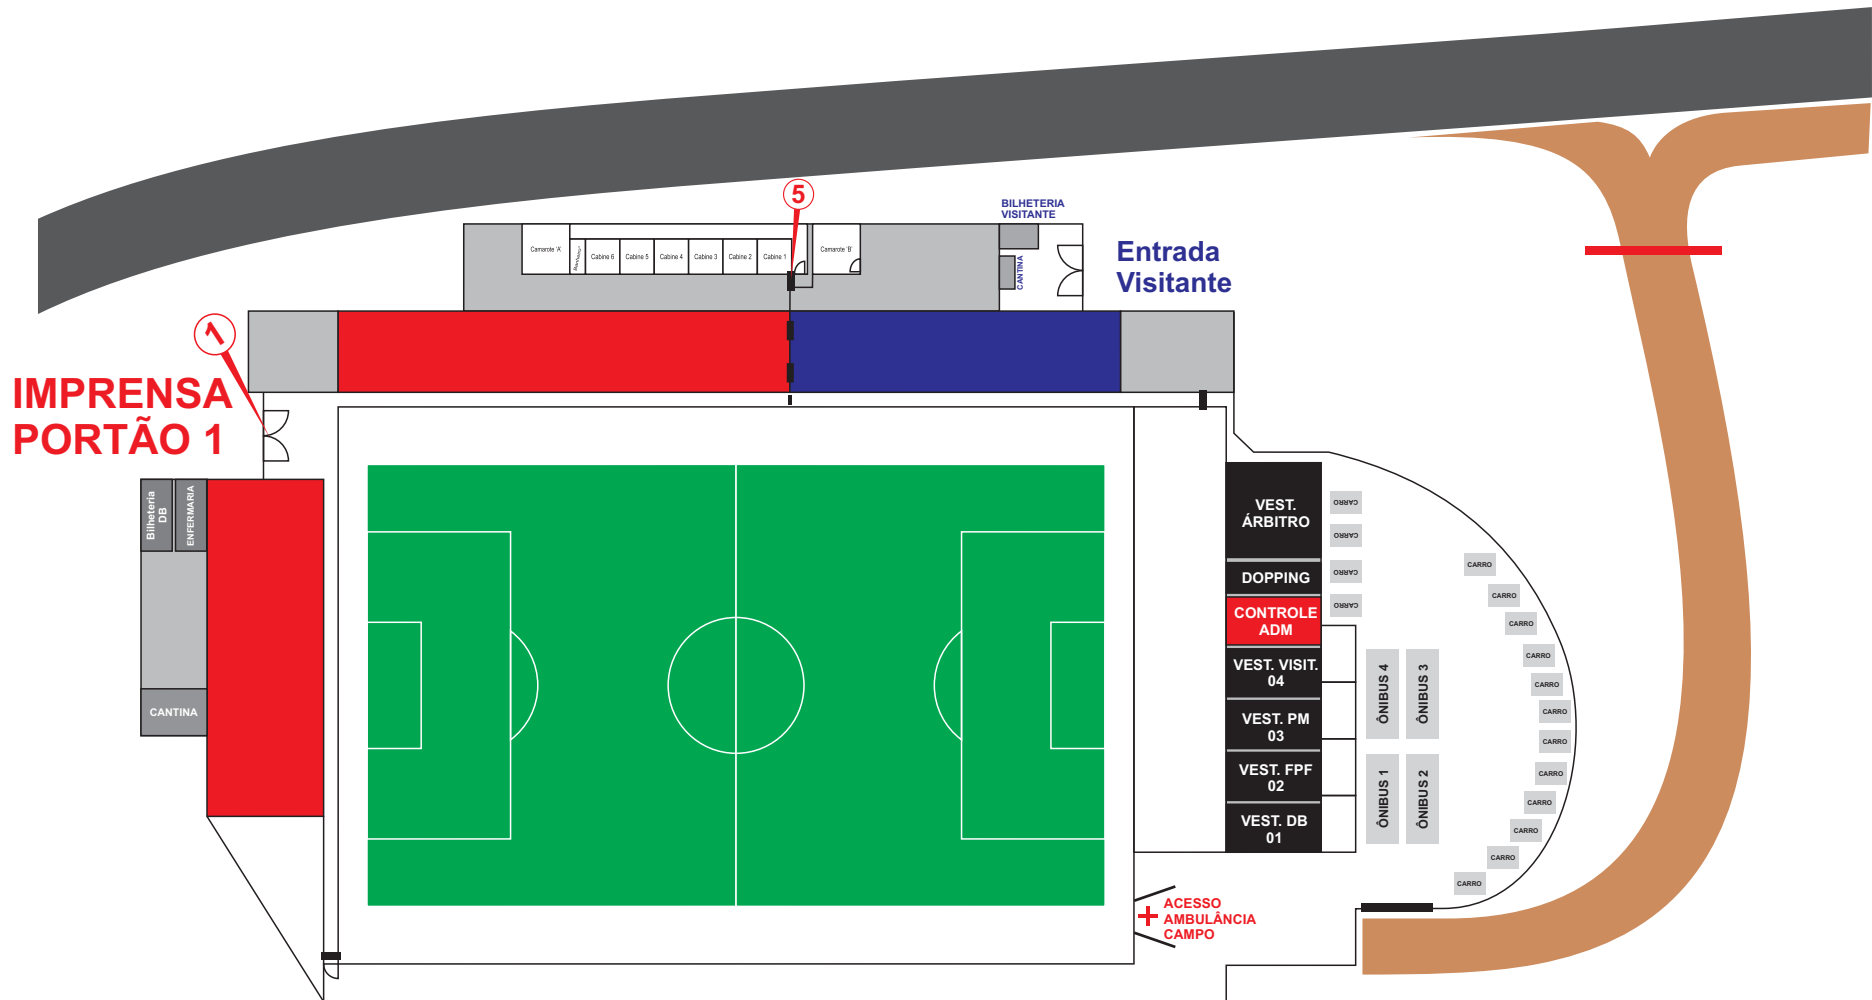 5
BILHETERIA
VISITANTE
Camarote 'A'
Banheiro
Cabine 6
Cabine 5
Cabine 4
Cabine 3
Cabine 2
Cabine 1
Camarote 'B'
CANTINA
Entrada
Visitante
1
IMPRENSA
PORTÃO 1
Bilheteria
DB
ENFERMARIA
CANTINA
VEST.
ÁRBITRO
DOPPING
CONTROLE
ADM
VEST. VISIT.
04
VEST. PM
03
VEST. FPF
02
VEST. DB
01
CARRO
CARRO
CARRO
CARRO
ÔNIBUS 4
ÔNIBUS 3
ÔNIBUS 1
ÔNIBUS 2
CARRO
CARRO
CARRO
CARRO
CARRO
CARRO
CARRO
CARRO
CARRO
CARRO
CARRO
CARRO
ACESSO
AMBULÂNCIA
CAMPO